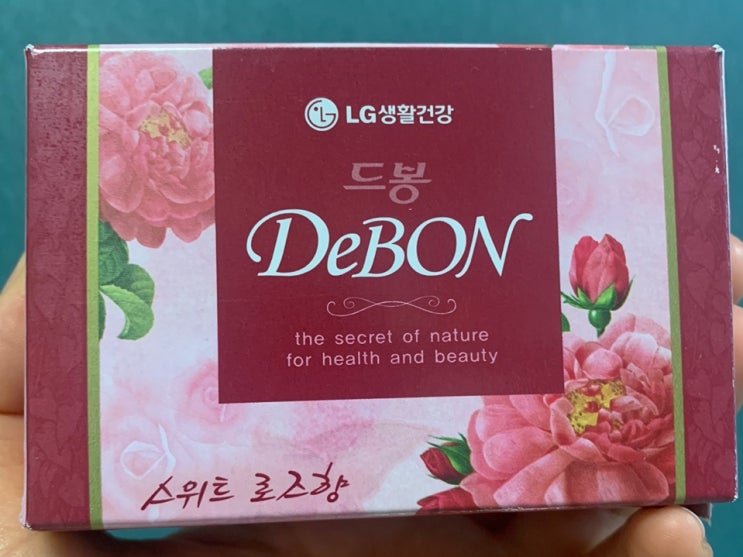 LG생활건강
드봉
DeBON
the secret of nature
for health and beauty
스위트 로즈향